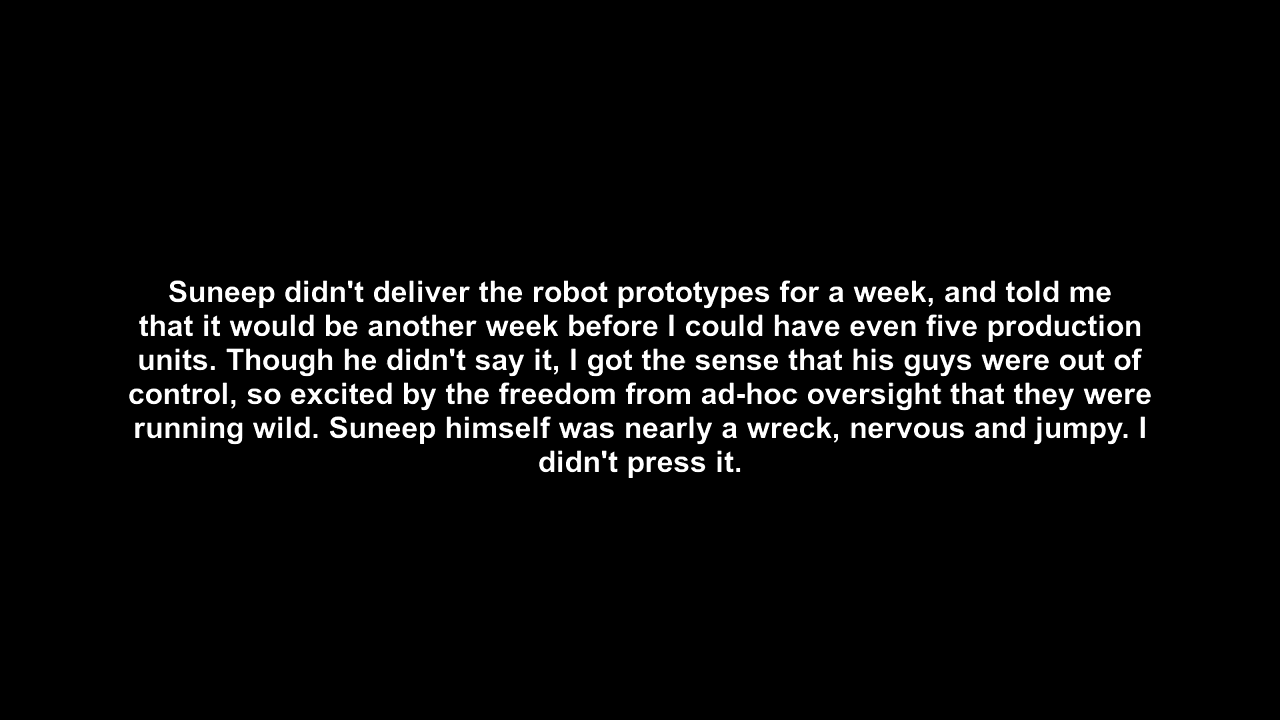 Suneep didn't deliver the robot prototypes for a week, and told me
that it would be another week before I could have even five production
units. Though he didn't say it, I got the sense that his guys were out of
control, so excited by the freedom from ad-hoc oversight that they were
running wild. Suneep himself was nearly a wreck, nervous and jumpy. I
didn't press it.